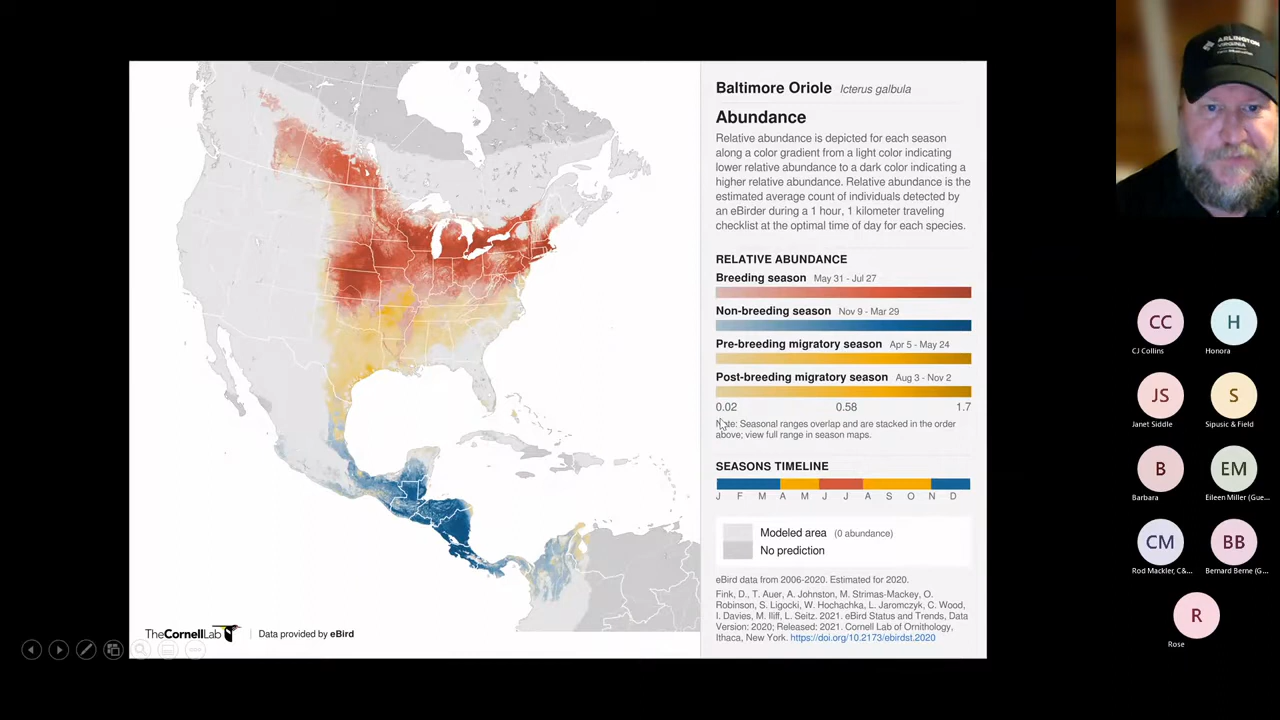 Baltimore Oriole Icterus galbula
Abundance
Relative abundance is depicted for each season
along a color gradient from a light color indicating
lower relative abundance to a dark color indicating a
higher relative abundance. Relative abundance is the
estimated average count of individuals detected by
an eBirder during a 1 hour, 1 kilometer traveling
checklist at the optimal time of day for each species.
RELATIVE ABUNDANCE
Breeding season May 31 - Jul 27
Non-breeding season Nov 9 - Mar 29
Pre-breeding migratory season Apr 5 - May 24
Post-breeding migratory season Aug 3 - Nov 2
0.02 0.58 1.7
Note: Seasonal ranges overlap and are stacked in the order
above; view full range in season maps.
SEASONS TIMELINE
J F M A M J J A S O N D
Modeled area (0 abundance)
No prediction
eBird data from 2006-2020. Estimated for 2020.
Fink, D., T. Auer, A. Johnston, M. Strimas-Mackey, O.
Robinson, S. Ligocki, W. Hochachka, L. Jaromczyk, C. Wood,
I. Davies, M. Iliff, L. Seitz. 2021. eBird Status and Trends, Data
Version: 2020; Released: 2021. Cornell Lab of Ornithology,
Ithaca, New York. https://doi.org/10.2173/ebirdst.2020
TheCornellLab | Data provided by eBird
ARLINGTON
VIRGINIA
CC
CJ Collins
H
Honora
JS
Janet Siddle
S
Sipusic & Field
B
Barbara
EM
Eileen Miller (Gue...
CM
Rod Mackler, C&...
BB
Bernard Berne (G...
R
Rose